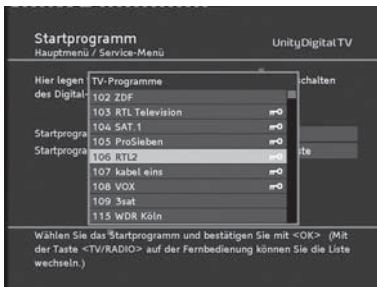 Startprogramm
UnityDigitalTV
Hauptmenü / Service-Menü
Hier legen
chalten
des Digital-
TV-Programme
102 ZDF
103 RTL Television
104 SAT.1
105 ProSieben
106 RTL2
107 kabel eins
108 VOX
109 3sat
115 WDR Köln
Startprogra
Startprogra
ste
Wählen Sie das Startprogramm und bestätigen Sie mit <OK> (Mit
der Taste <TV/RADIO> auf der Fernbedienung können Sie die Liste
wechseln.)